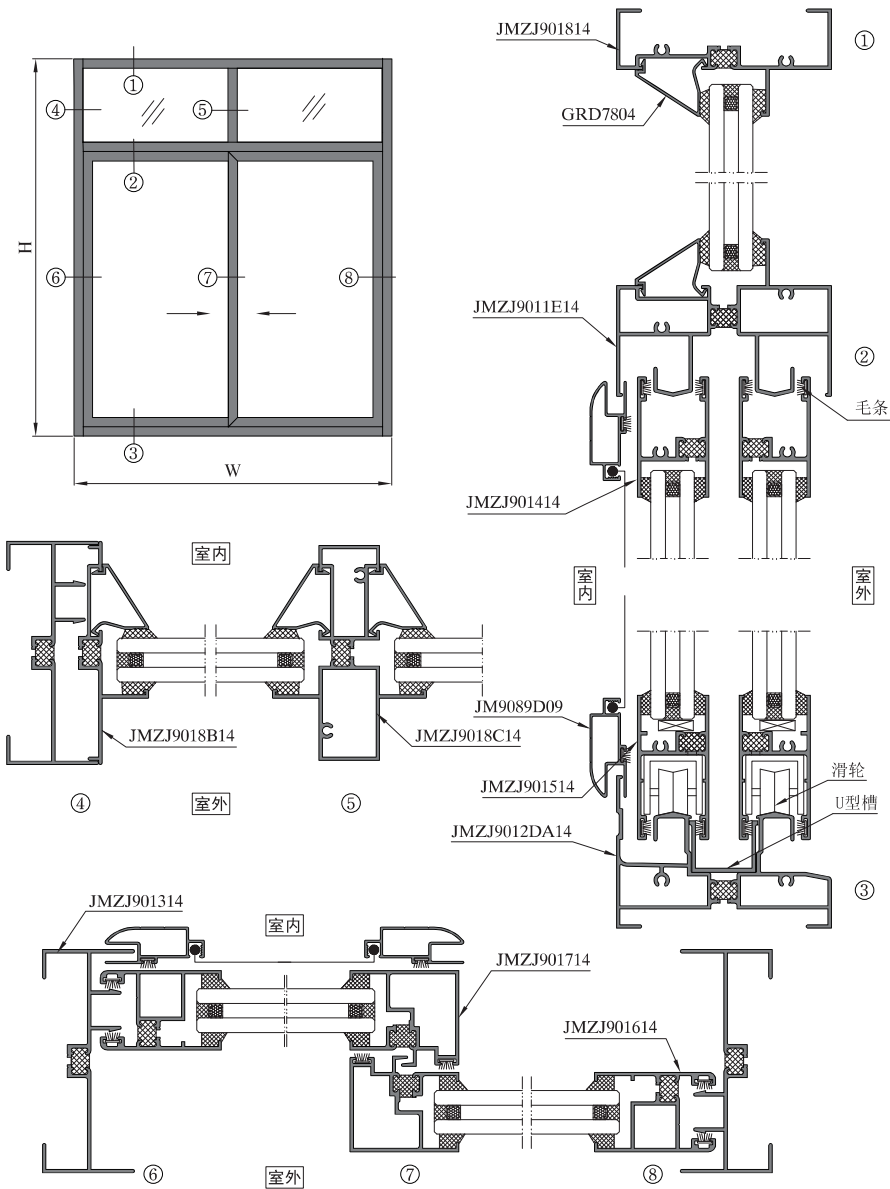 ①
②
③
④
⑤
⑥
⑦
⑧
H
W
JMZJ901814
①
GRD7804
JMZJ9011E14
②
毛条
JMZJ901414
室内
室外
JM9089D09
JMZJ901514
滑轮
U型槽
JMZJ9012DA14
③
室内
JMZJ9018B14
JMZJ9018C14
④
室外
⑤
JMZJ901314
室内
JMZJ901714
JMZJ901614
⑥
室外
⑦
⑧